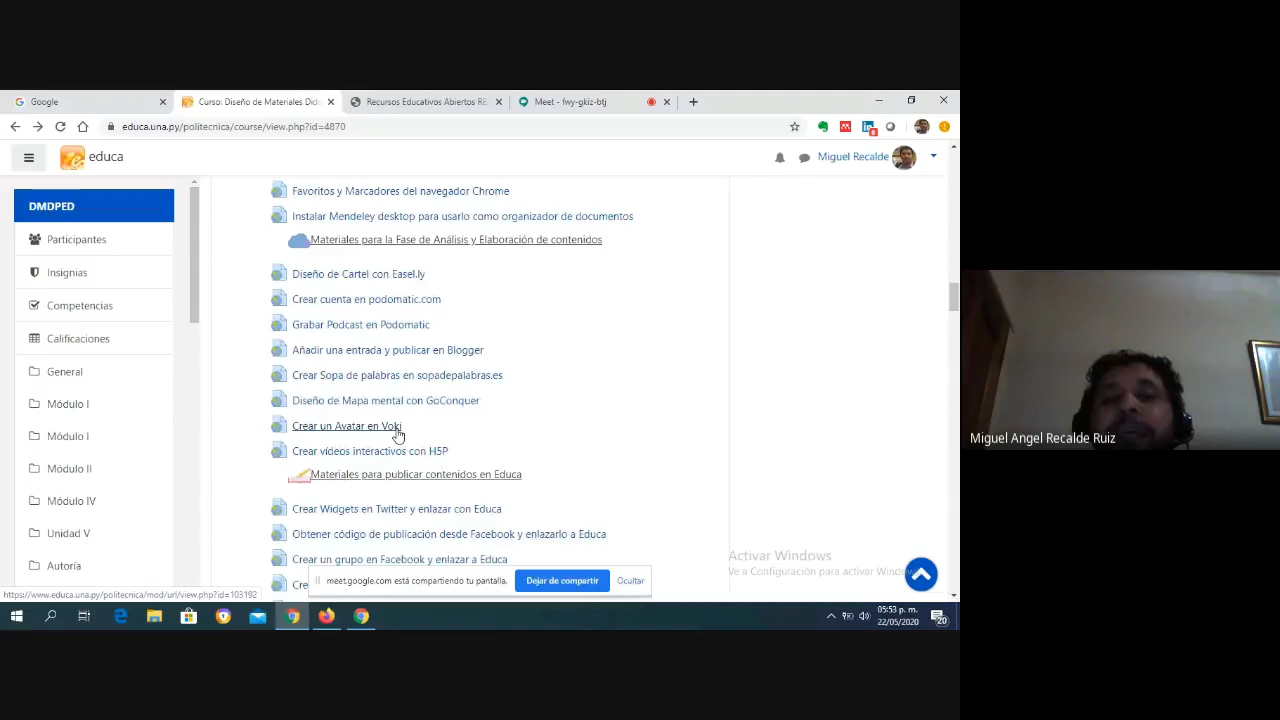 Google
Curso: Diseño de Materiales Did
Recursos Educativos Abiertos RE
Meet - fwy-gkiz-btj
educa.una.py/politecnica/course/view.php?id=4870
educa
Miguel Recalde
DMDPED
Participantes
Insignias
Competencias
Calificaciones
General
Módulo I
Módulo I
Módulo II
Módulo IV
Unidad V
Autoría
Favoritos y Marcadores del navegador Chrome
Instalar Mendeley desktop para usarlo como organizador de documentos
Materiales para la Fase de Análisis y Elaboración de contenidos
Diseño de Cartel con Easel.ly
Crear cuenta en podomatic.com
Grabar Podcast en Podomatic
Añadir una entrada y publicar en Blogger
Crear Sopa de palabras en sopadepalabras.es
Diseño de Mapa mental con GoConquer
Crear un Avatar en Voki
Crear vídeos interactivos con H5P
Materiales para publicar contenidos en Educa
Crear Widgets en Twitter y enlazar con Educa
Obtener código de publicación desde Facebook y enlazarlo a Educa
Crear un grupo en Facebook y enlazar a Educa
Cre
meet.google.com está compartiendo tu pantalla.
Dejar de compartir
Ocultar
Activar Windows
Ve a Configuración para activar Windows
https://www.educa.una.py/politecnica/mod/url/view.php?id=103192
05:53 p. m.
22/05/2020
20
8
Miguel Angel Recalde Ruiz